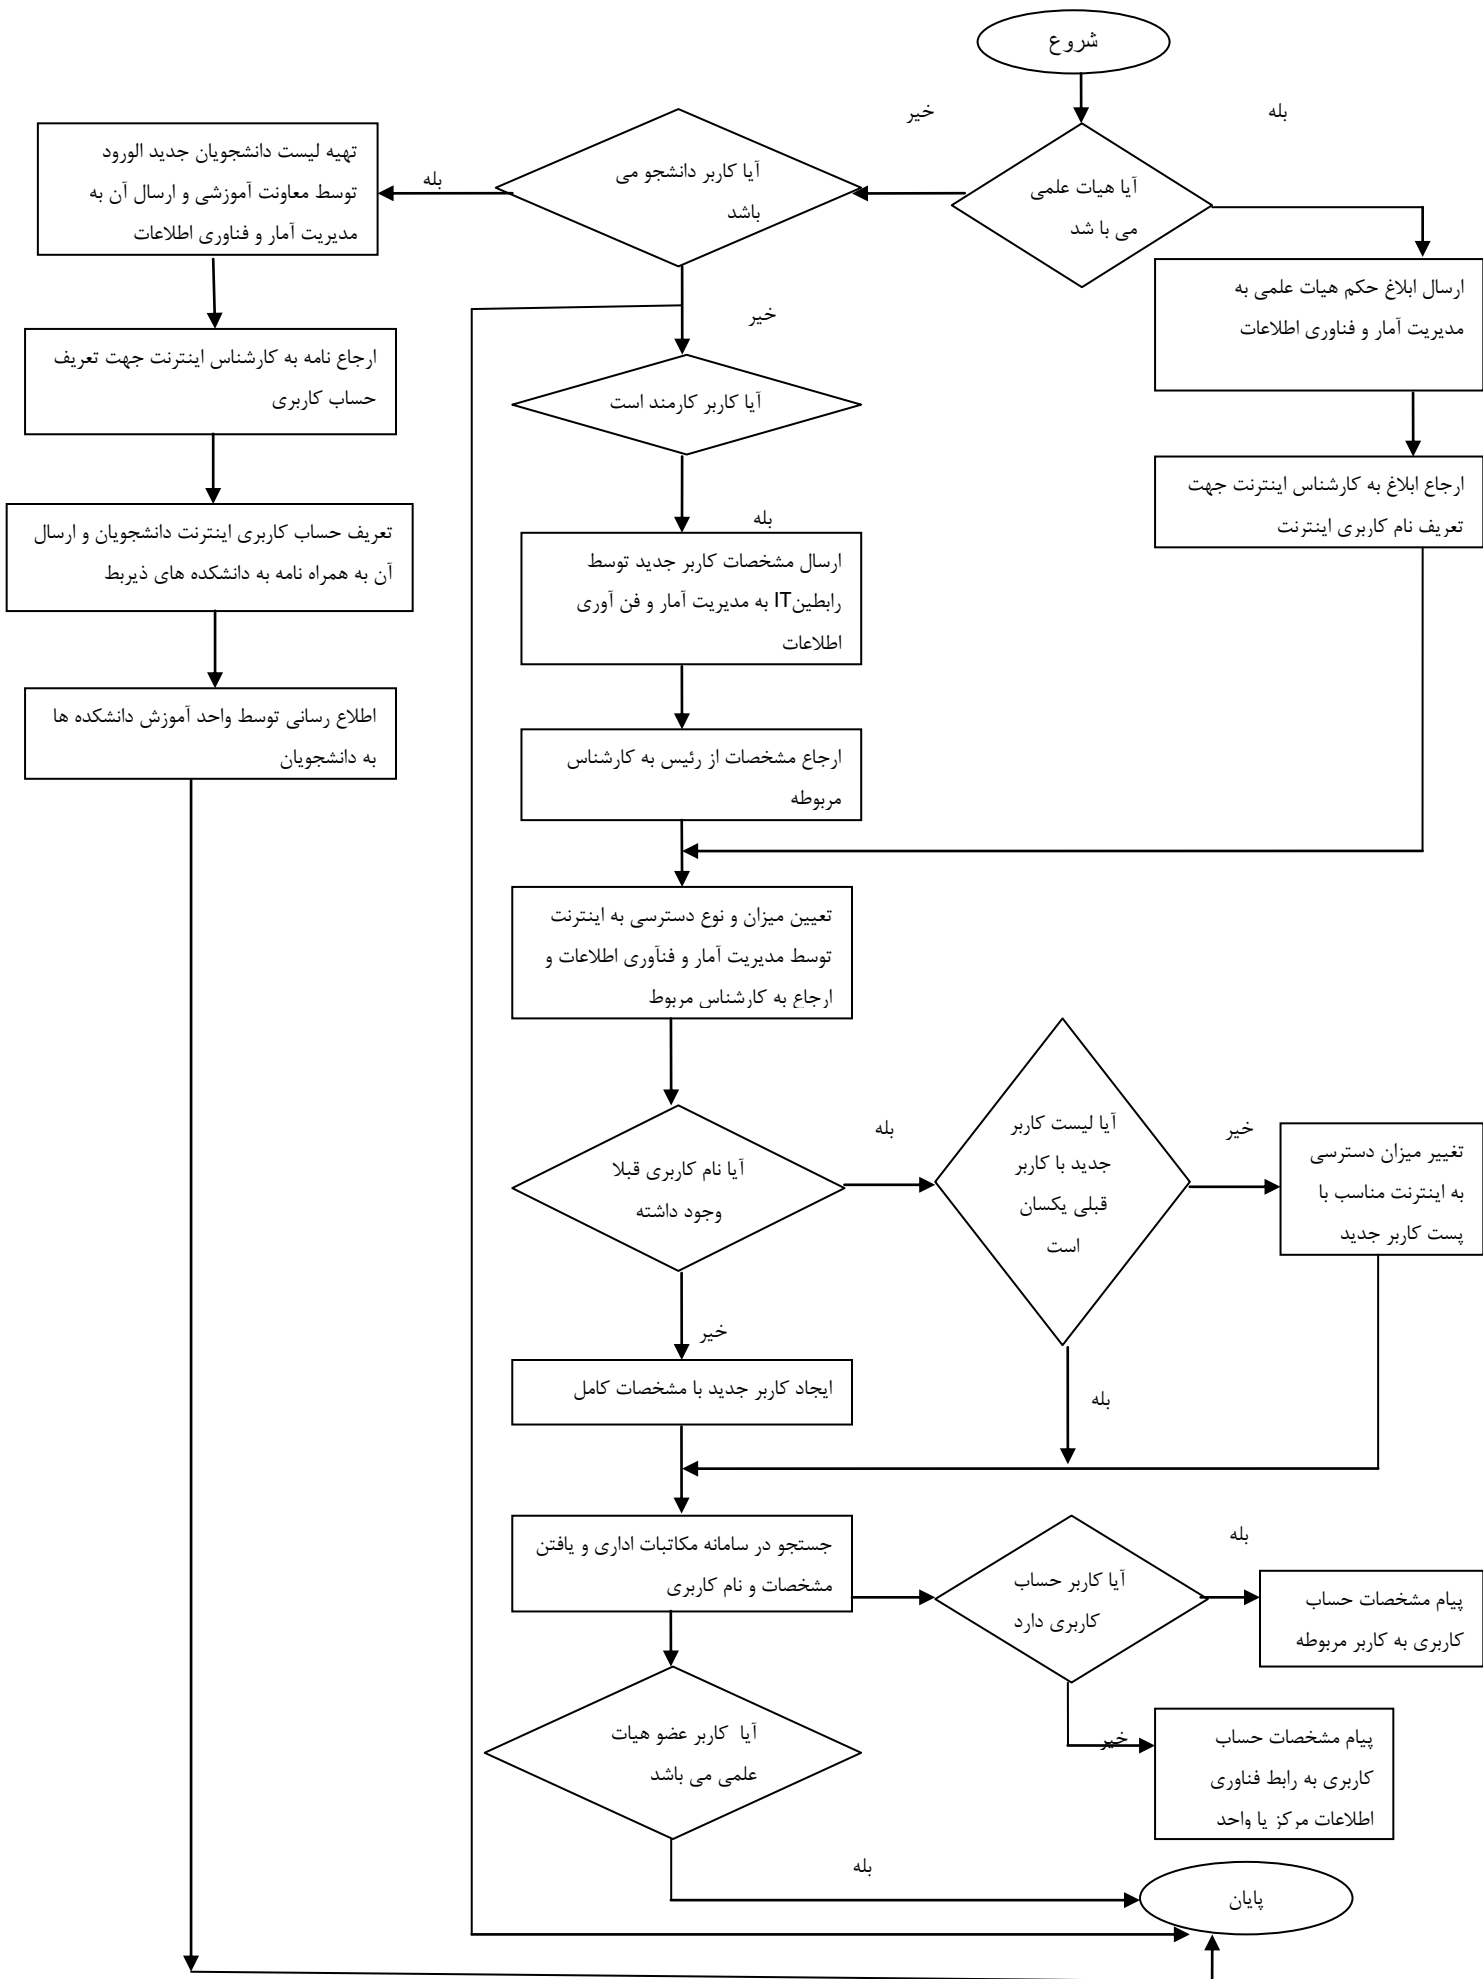 شروع
بله
خیر
آیا هیات علمی
می با شد
آیا کاربر دانشجو می
باشد
بله
تهیه لیست دانشجویان جدید الورود
توسط معاونت آموزشی و ارسال آن به
مدیریت آمار و فناوری اطلاعات
ارسال ابلاغ حکم هیات علمی به
مدیریت آمار و فناوری اطلاعات
خیر
ارجاع نامه به کارشناس اینترنت جهت تعریف
حساب کاربری
آیا کاربر کارمند است
ارجاع ابلاغ به کارشناس اینترنت جهت
تعریف نام کاربری اینترنت
بله
تعریف حساب کاربری اینترنت دانشجویان و ارسال
آن به همراه نامه به دانشکده های ذیربط
ارسال مشخصات کاربر جدید توسط
رابطینIT به مدیریت آمار و فن آوری
اطلاعات
اطلاع رسانی توسط واحد آموزش دانشکده ها
به دانشجویان
ارجاع مشخصات از رئیس به کارشناس
مربوطه
تعیین میزان و نوع دسترسی به اینترنت
توسط مدیریت آمار و فنآوری اطلاعات و
ارجاع به کارشناس مربوط
آیا نام کاربری قبلا
وجود داشته
بله
آیا لیست کاربر
جدید با کاربر
قبلی یکسان
است
خیر
تغییر میزان دسترسی
به اینترنت مناسب با
پست کاربر جدید
خیر
ایجاد کاربر جدید با مشخصات کامل
بله
جستجو در سامانه مکاتبات اداری و یافتن
مشخصات و نام کاربری
آیا کاربر حساب
کاربری دارد
بله
پیام مشخصات حساب
کاربری به کاربر مربوطه
خیر
پیام مشخصات حساب
کاربری به رابط فناوری
اطلاعات مرکز یا واحد
آیا کاربر عضو هیات
علمی می باشد
بله
پایان